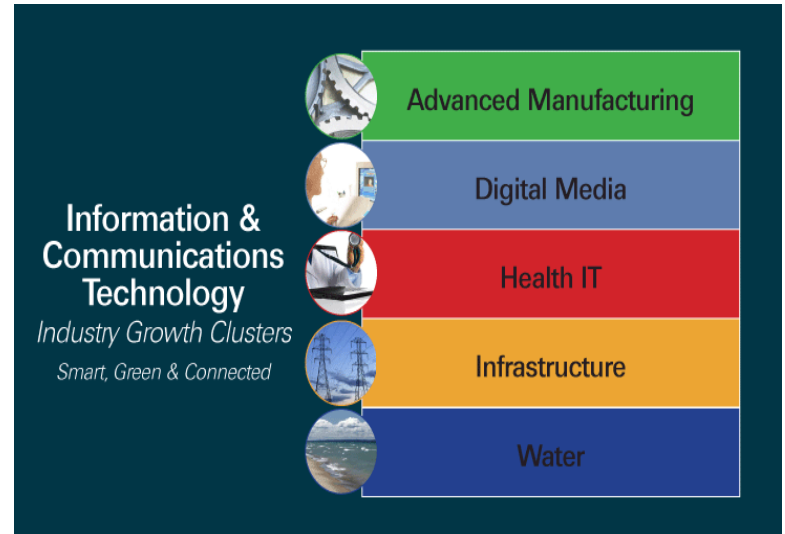 Information &
Communications
Technology
Industry Growth Clusters
Smart, Green & Connected
Advanced Manufacturing
Digital Media
Health IT
Infrastructure
Water